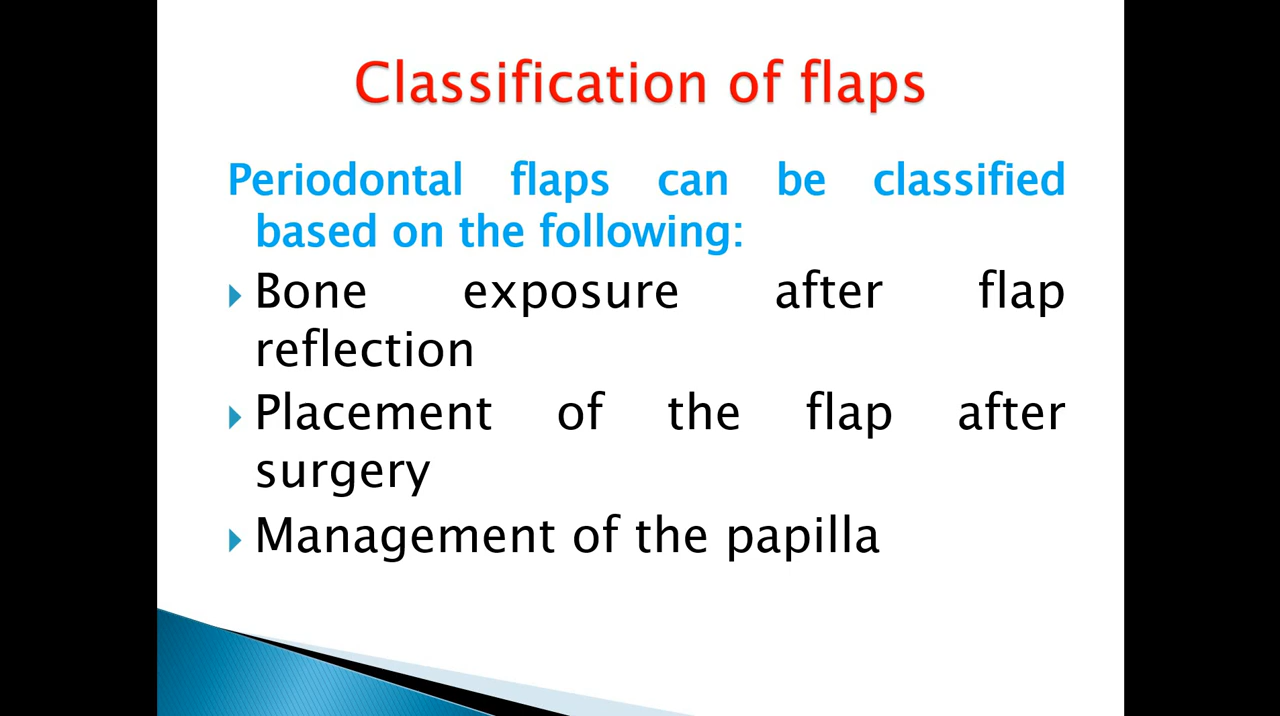 Classification of flaps
Periodontal flaps can be classified
based on the following:
Bone exposure after flap
reflection
Placement of the flap after
surgery
Management of the papilla